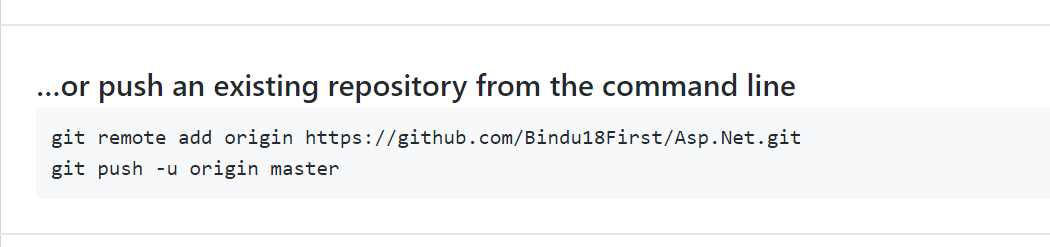 ...or push an existing repository from the command line
git remote add origin https://github.com/Bindu18First/Asp.Net.git
git push -u origin master